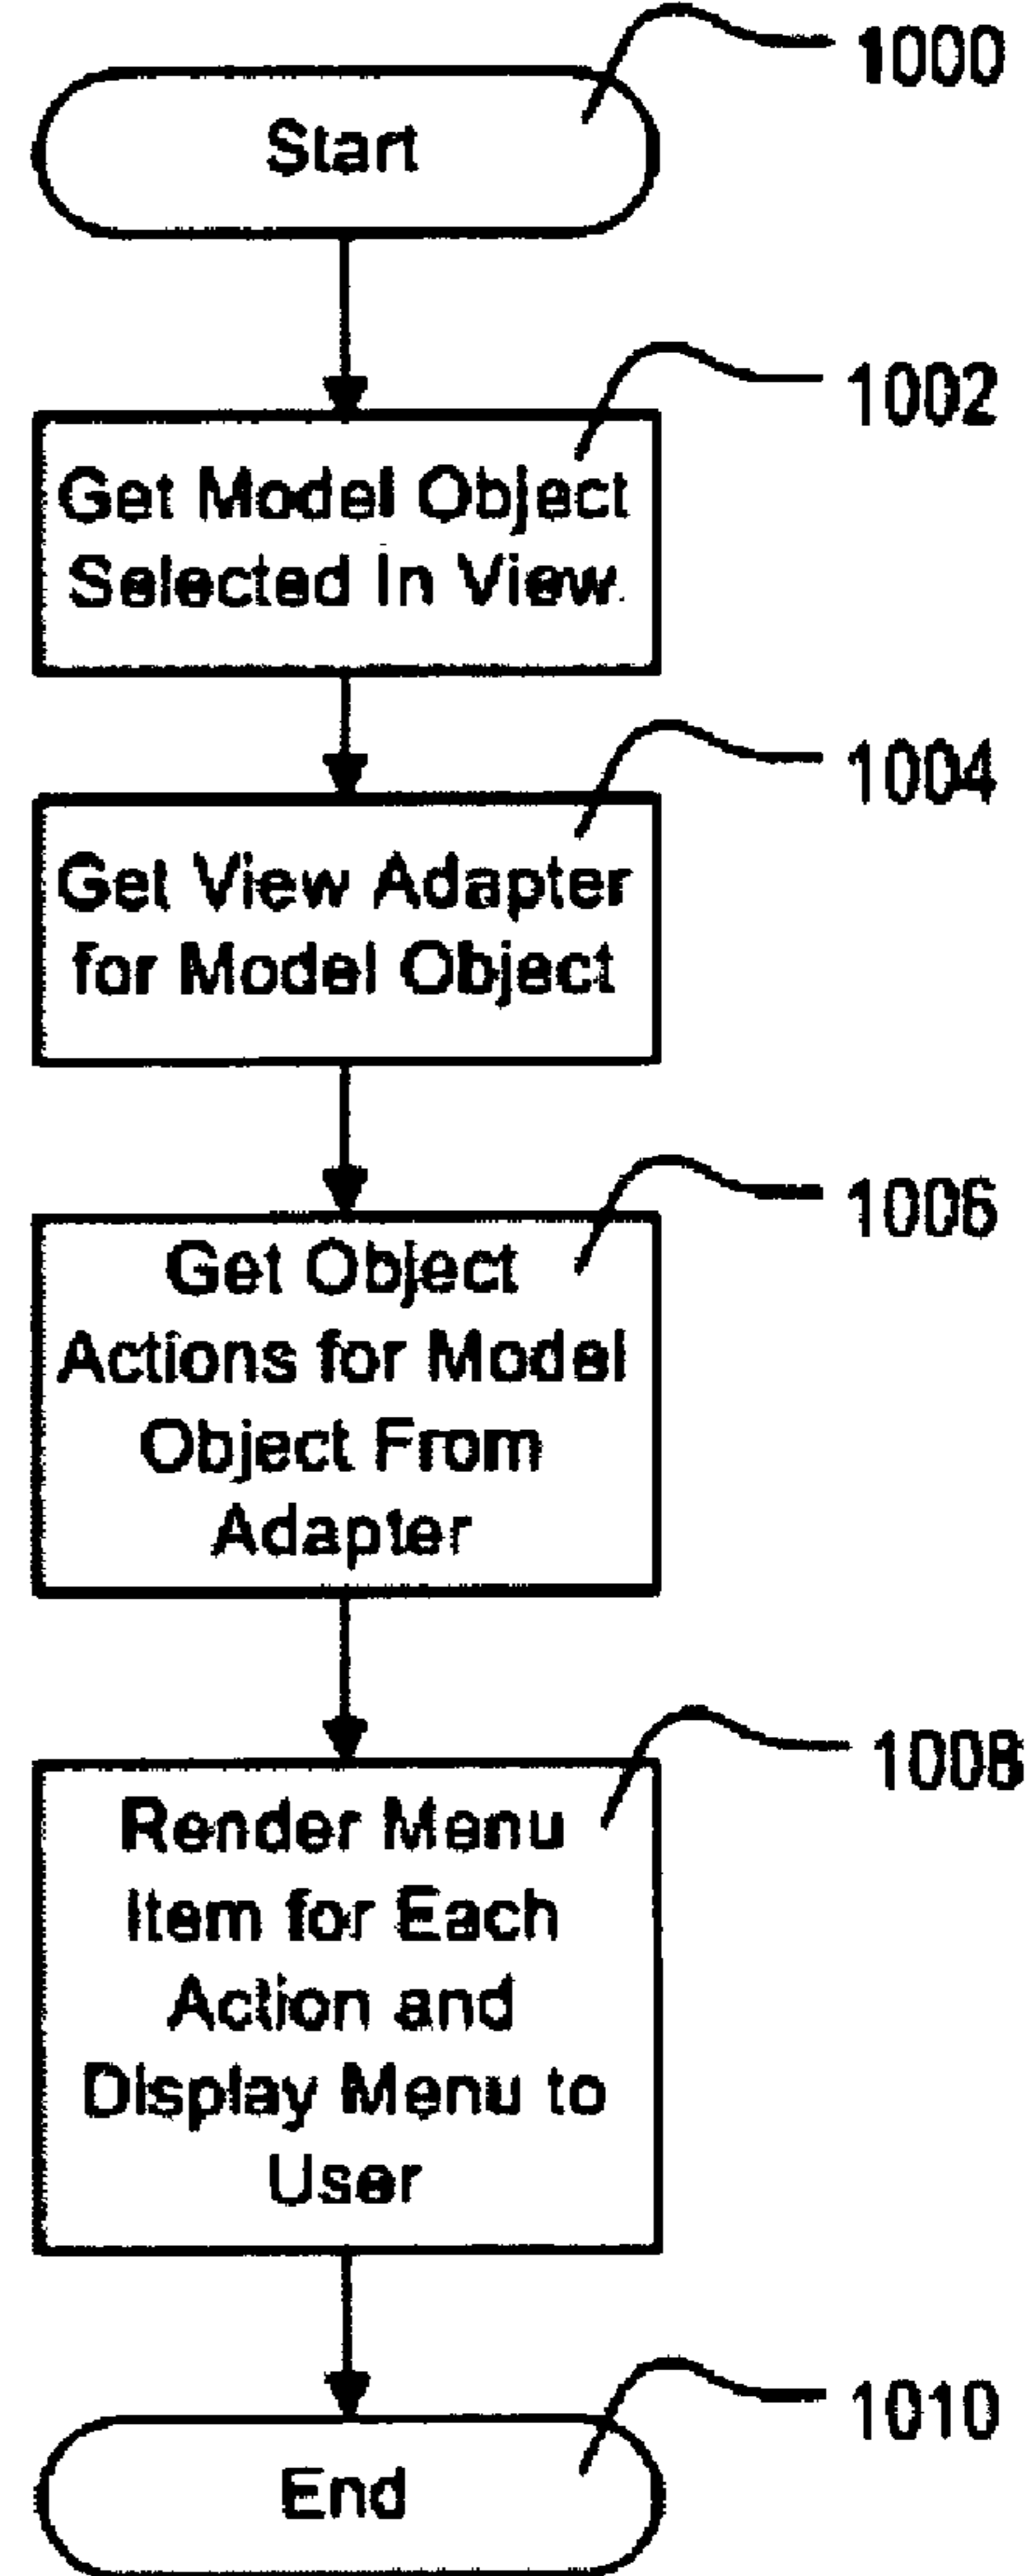 1000
Start
1002
Get Model Object
Selected In View
1004
Get View Adapter
for Model Object
1006
Get Object
Actions for Model
Object From
Adapter
1008
Render Menu
Item for Each
Action and
Display Menu to
User
1010
End